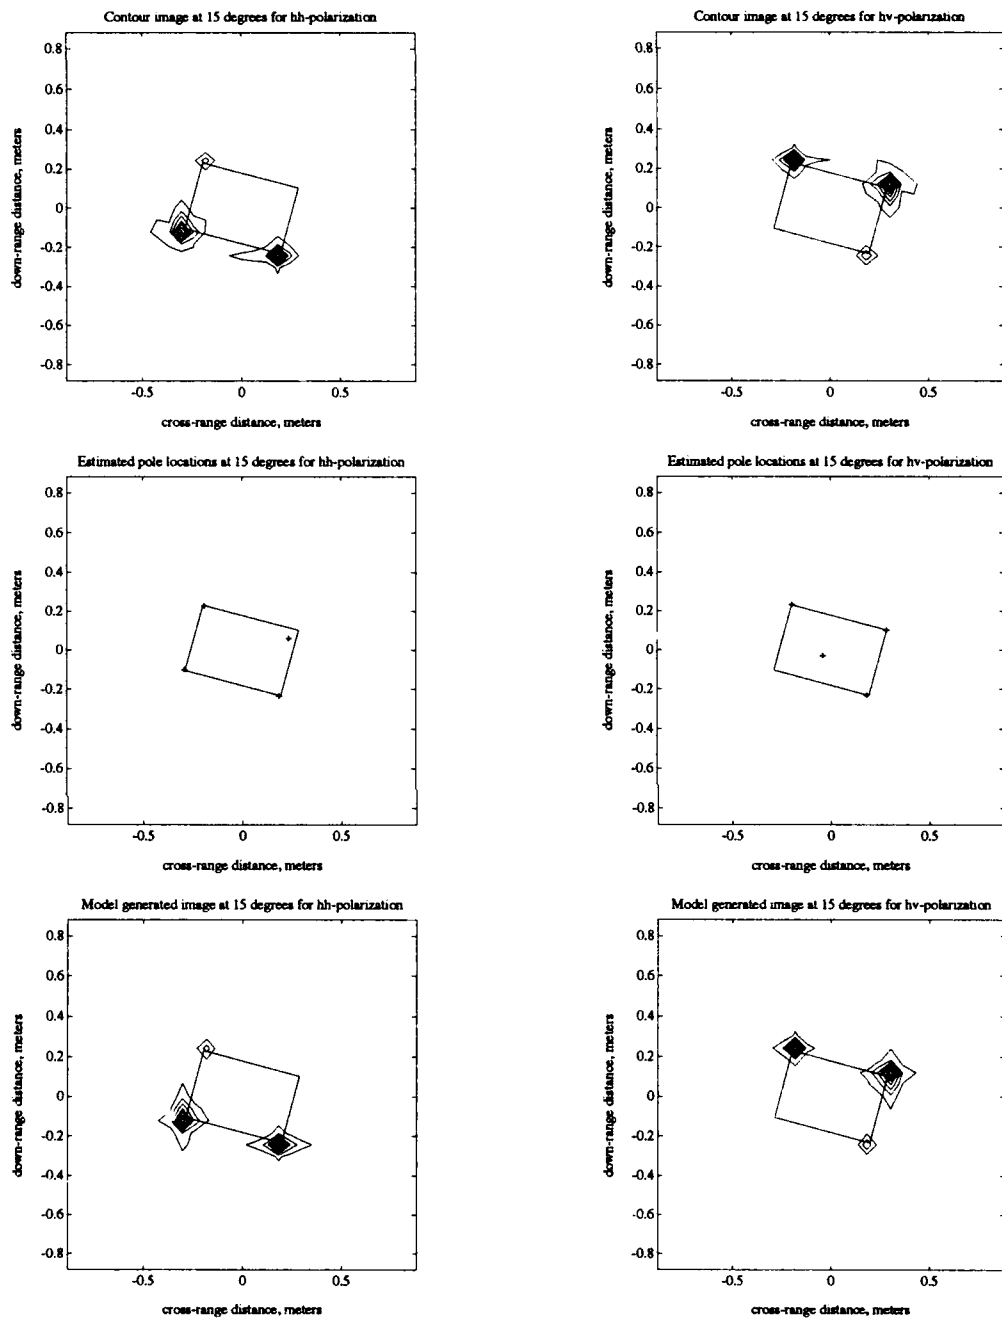 Contour image at 15 degrees for hh-polarization
0.8
0.6
0.4
0.2
0
-0.2
-0.4
-0.6
-0.8
down-range distance, meters
-0.5 0 0.5
cross-range distance, meters
Contour image at 15 degrees for hv-polarization
0.8
0.6
0.4
0.2
0
-0.2
-0.4
-0.6
-0.8
down-range distance, meters
-0.5 0 0.5
cross-range distance, meters
Estimated pole locations at 15 degrees for hh-polarization
0.8
0.6
0.4
0.2
0
-0.2
-0.4
-0.6
-0.8
down-range distance, meters
-0.5 0 0.5
cross-range distance, meters
Estimated pole locations at 15 degrees for hv-polarization
0.8
0.6
0.4
0.2
0
-0.2
-0.4
-0.6
-0.8
down-range distance, meters
-0.5 0 0.5
cross-range distance, meters
Model generated image at 15 degrees for hh-polarization
0.8
0.6
0.4
0.2
0
-0.2
-0.4
-0.6
-0.8
down-range distance, meters
-0.5 0 0.5
cross-range distance, meters
Model generated image at 15 degrees for hv-polarization
0.8
0.6
0.4
0.2
0
-0.2
-0.4
-0.6
-0.8
down-range distance, meters
-0.5 0 0.5
cross-range distance, meters